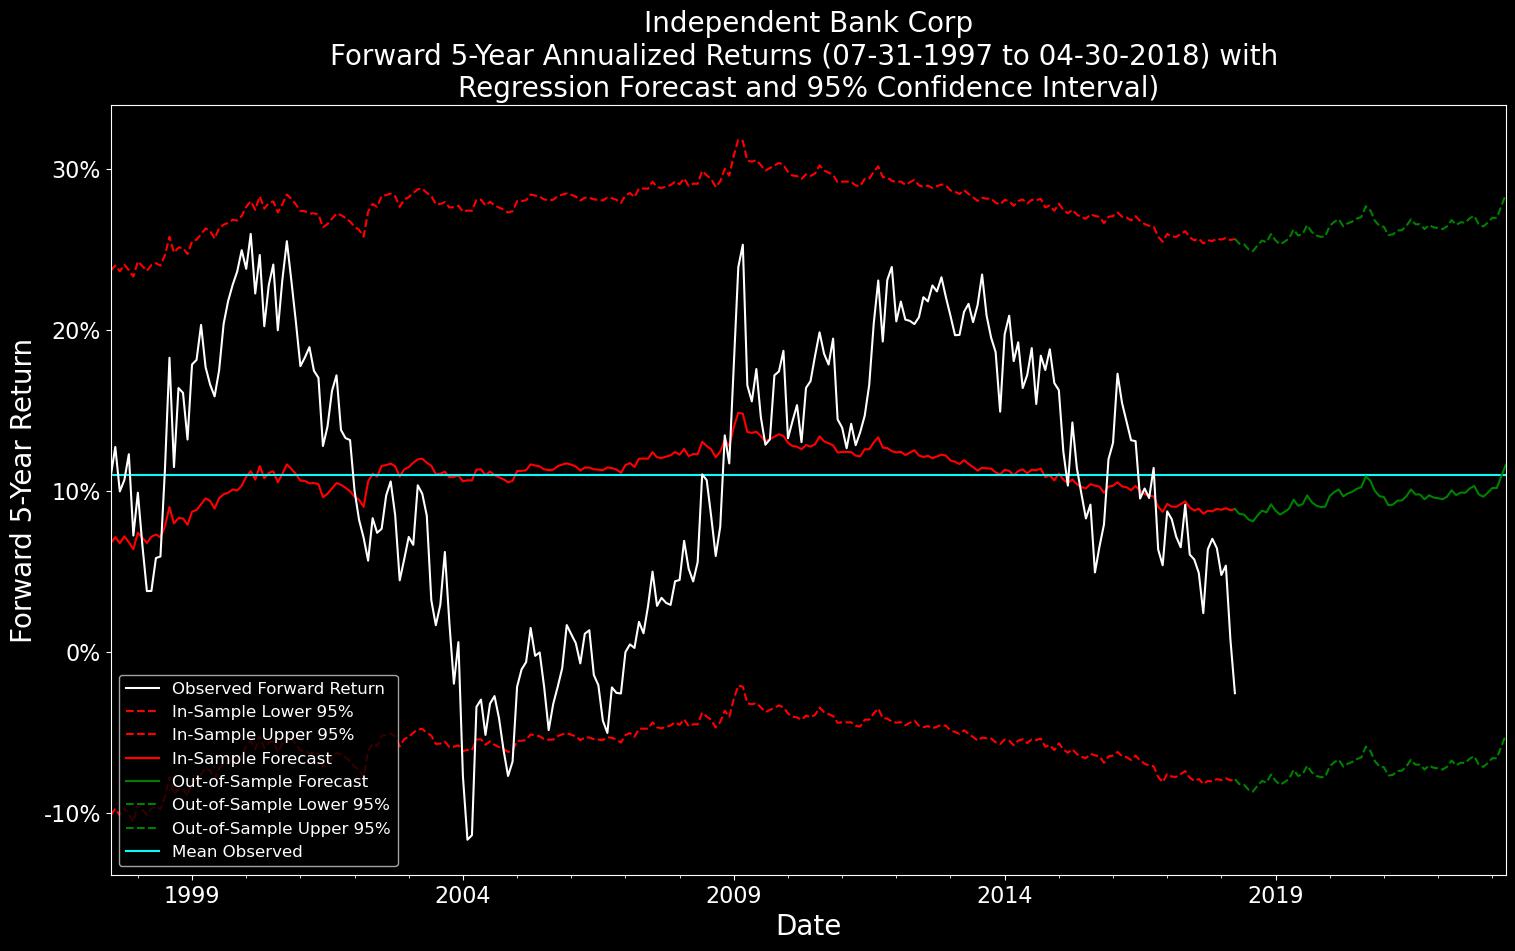 Independent Bank Corp
Forward 5-Year Annualized Returns (07-31-1997 to 04-30-2018) with
Regression Forecast and 95% Confidence Interval)
Forward 5-Year Return
30%
20%
10%
0%
-10%
Observed Forward Return
In-Sample Lower 95%
In-Sample Upper 95%
In-Sample Forecast
Out-of-Sample Forecast
Out-of-Sample Lower 95%
Out-of-Sample Upper 95%
Mean Observed
1999 2004 2009 2014 2019
Date